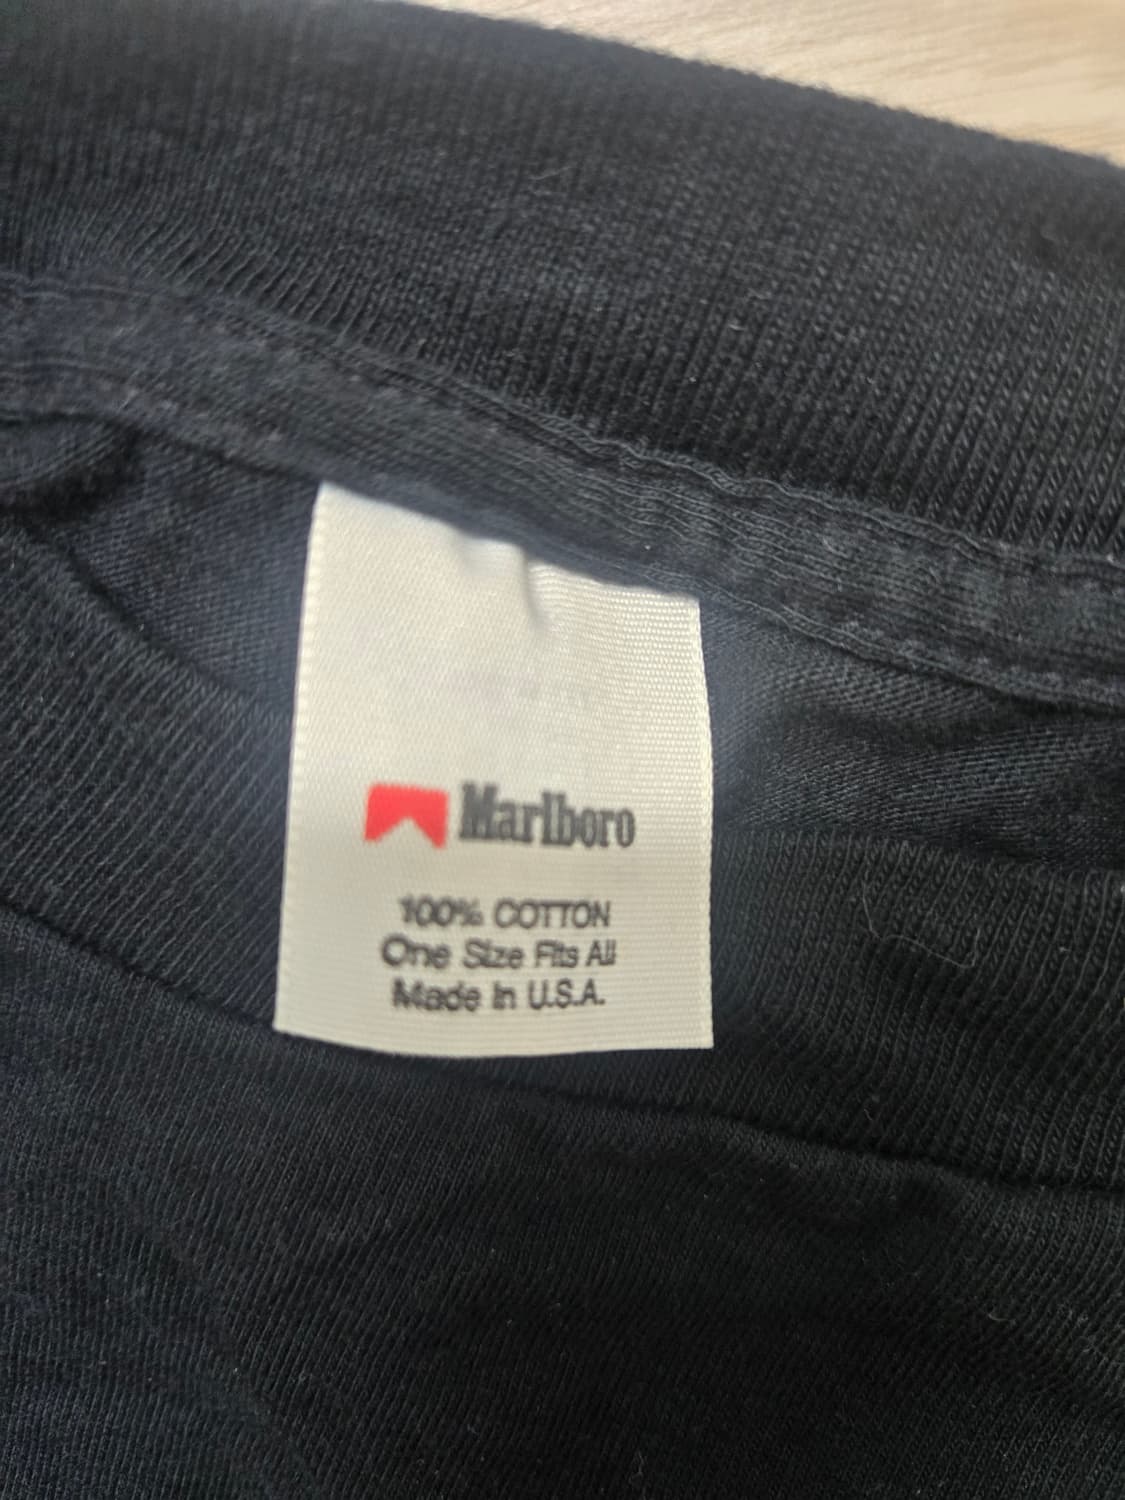 Marlboro
100% COTTON
One Size Fits All
Made In U.S.A.